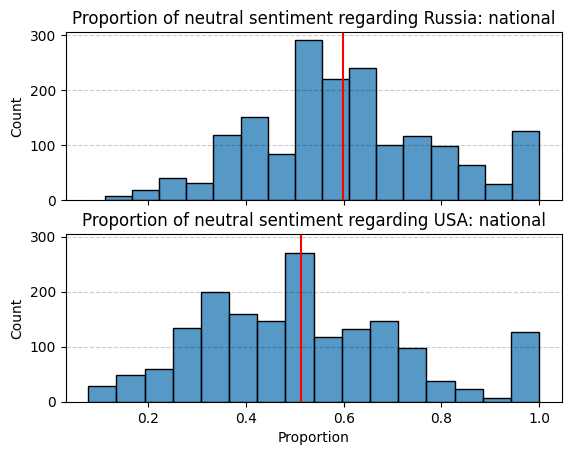 Proportion of neutral sentiment regarding Russia: national
300
200
100
0
Count
Proportion of neutral sentiment regarding USA: national
300
200
100
0
Count
0.2 0.4 0.6 0.8 1.0
Proportion